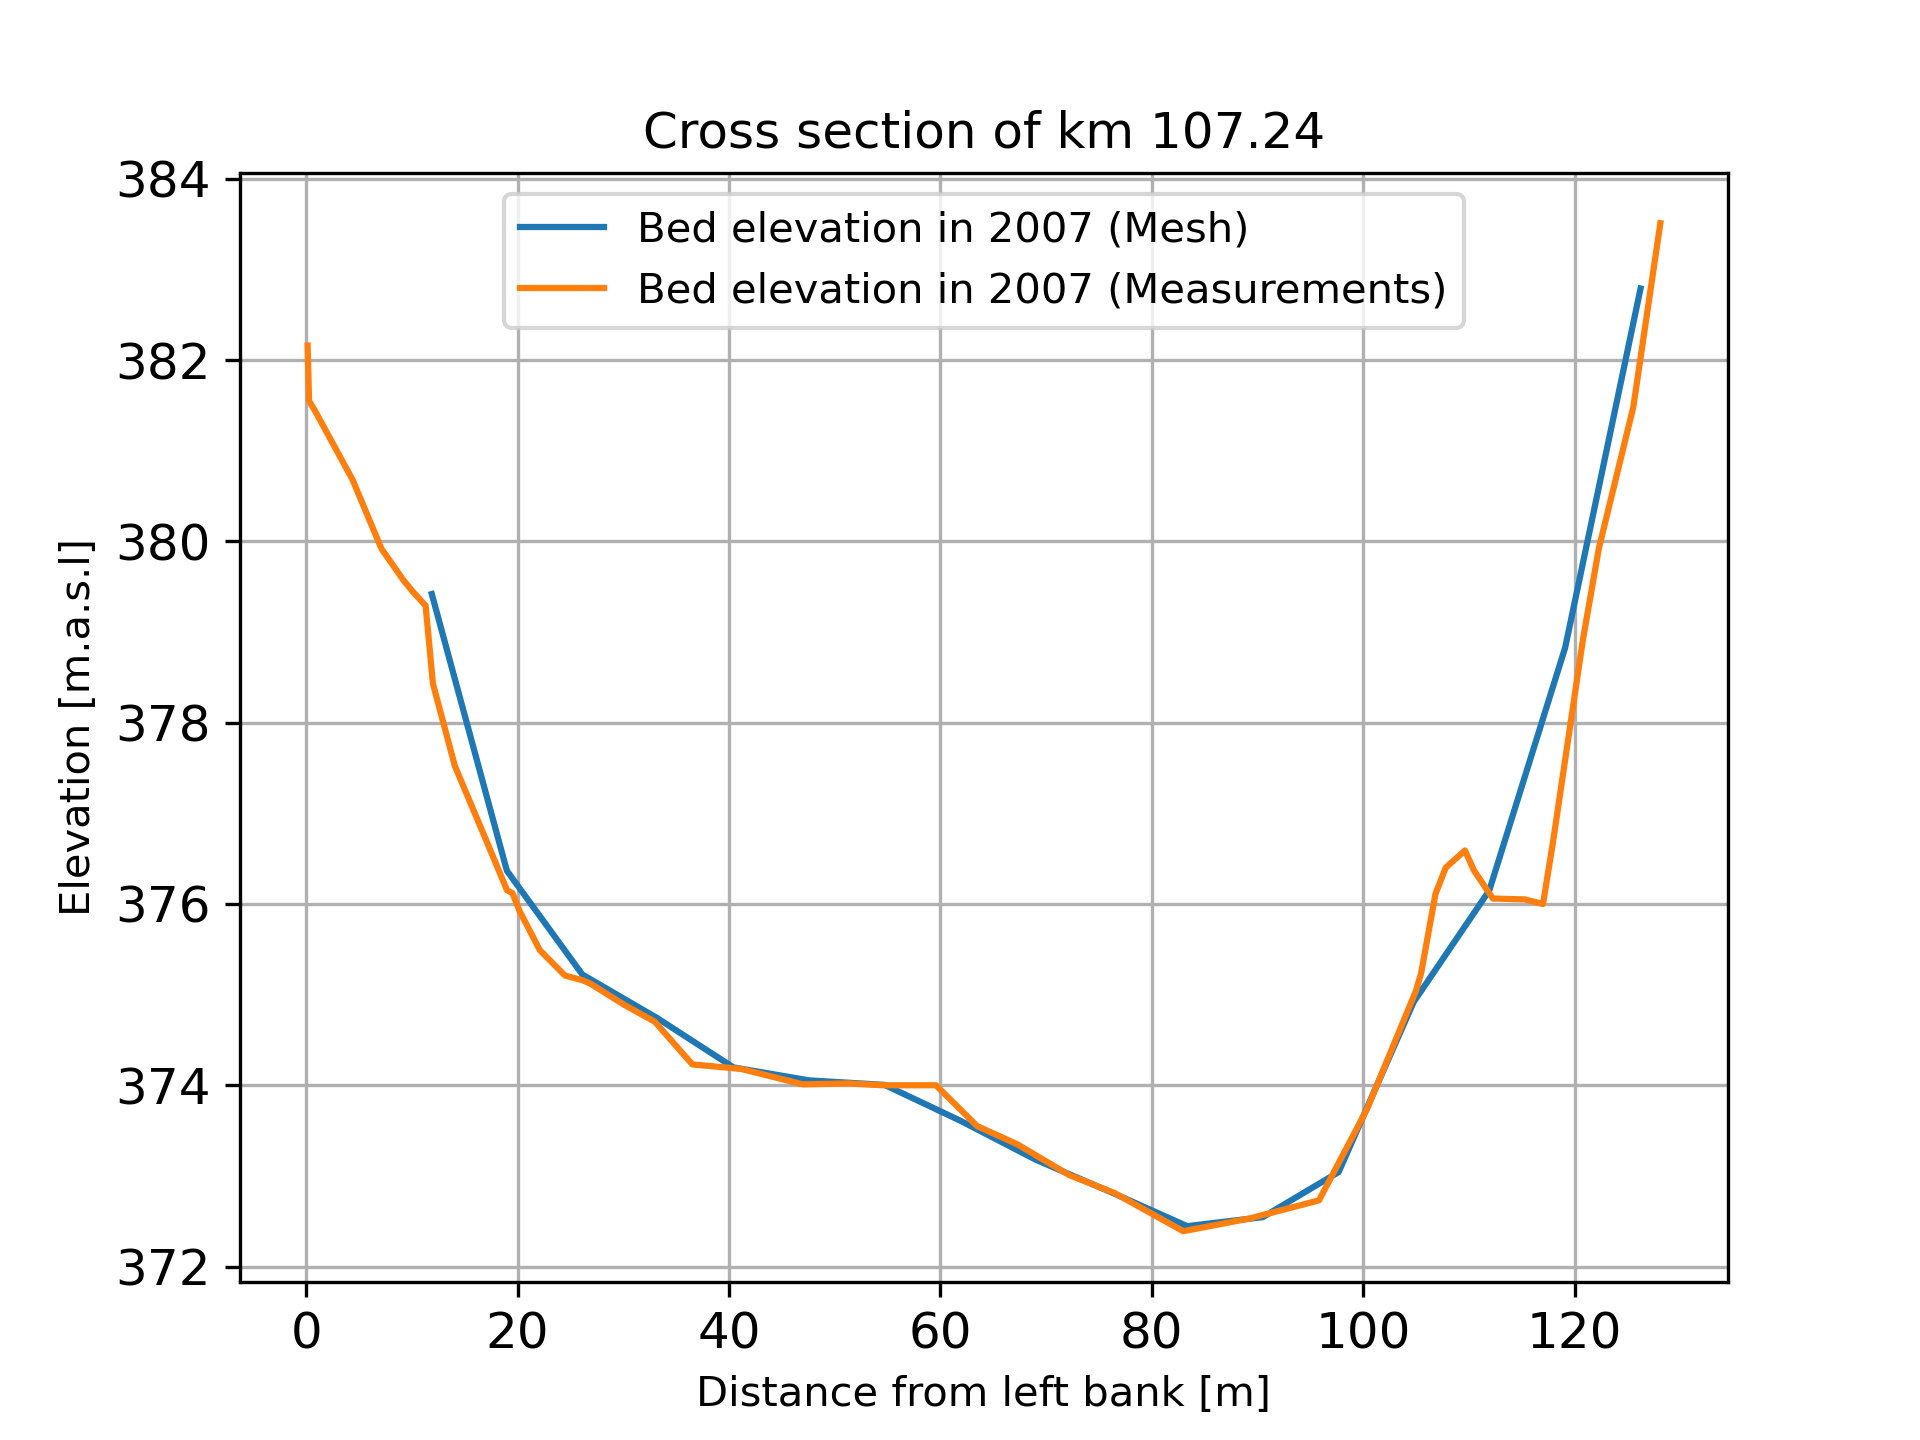 Cross section of km 107.24
Bed elevation in 2007 (Mesh)
Bed elevation in 2007 (Measurements)
384
382
380
378
376
374
372
Elevation [m.a.s.l]
0 20 40 60 80 100 120
Distance from left bank [m]